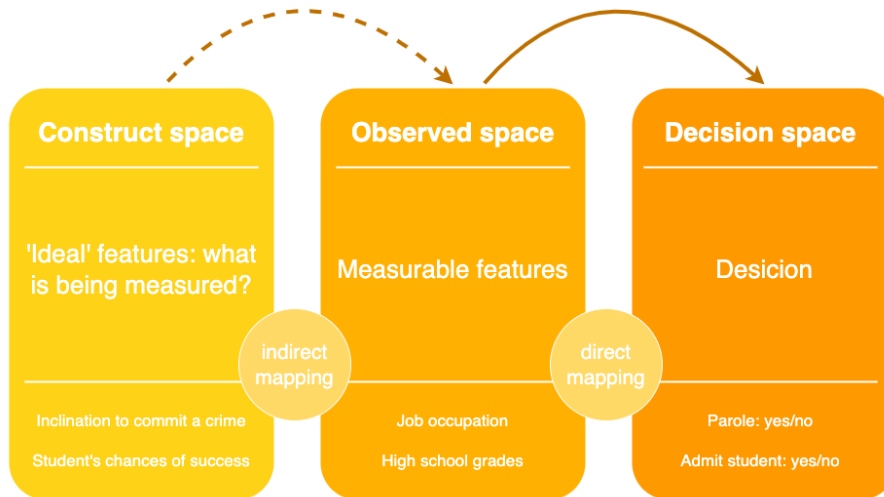 Construct space
'Ideal' features: what
is being measured?
Inclination to commit a crime
Student's chances of success
indirect
mapping
Observed space
Measurable features
Job occupation
High school grades
direct
mapping
Decision space
Desicion
Parole: yes/no
Admit student: yes/no